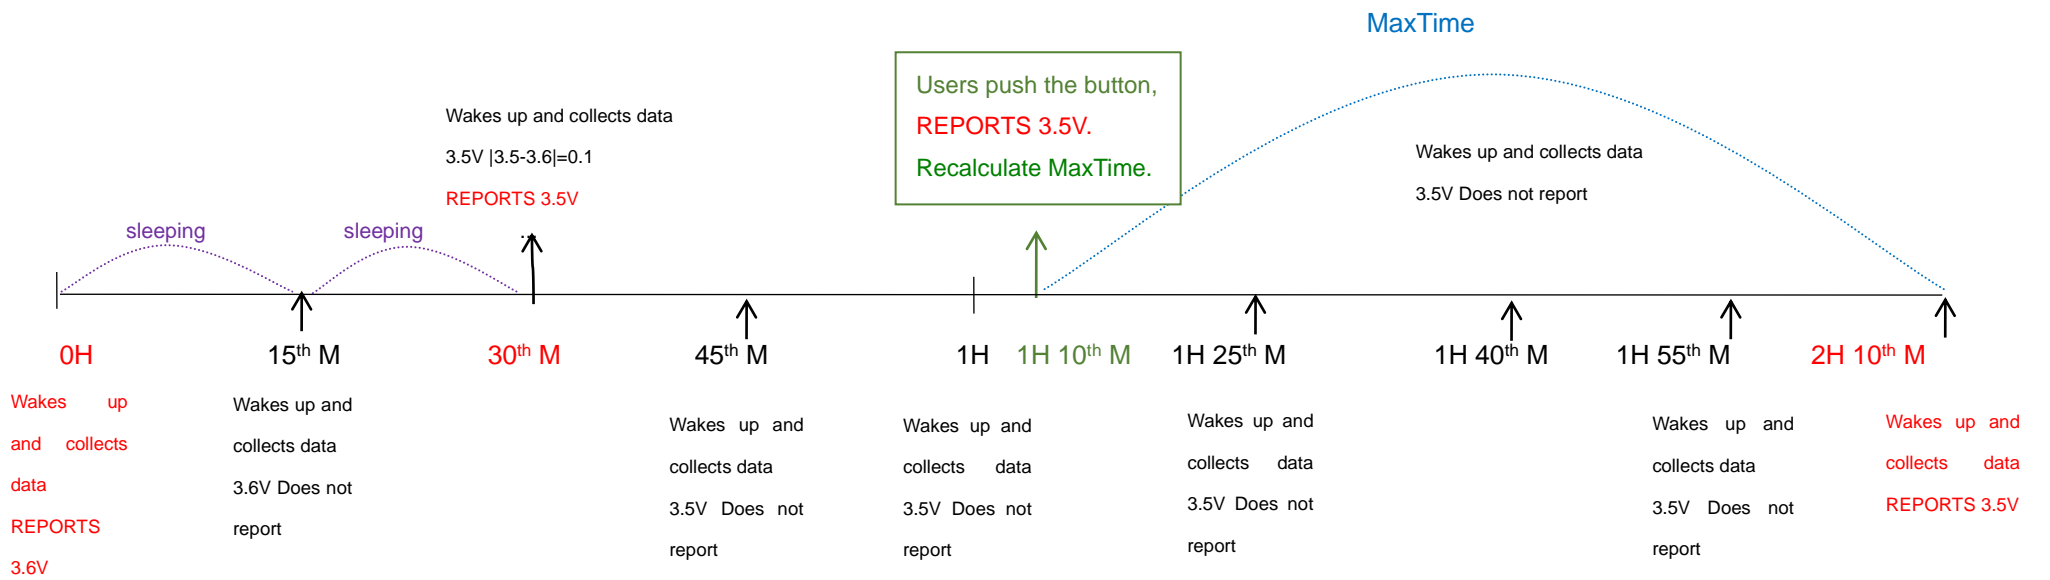 MaxTime
Users push the button,
REPORTS 3.5V.
Recalculate MaxTime.
Wakes up and collects data
3.5V |3.5-3.6|=0.1
REPORTS 3.5V
...
Wakes up and collects data
3.5V Does not report
sleeping
sleeping
0H
15th M
30th M
45th M
1H
1H 10th M
1H 25th M
1H 40th M
1H 55th M
2H 10th M
Wakes up
and collects
data
REPORTS
3.6V
Wakes up and
collects data
3.6V Does not
report
Wakes up and
collects data
3.5V Does not
report
Wakes up and
collects data
3.5V Does not
report
Wakes up and
collects data
3.5V Does not
report
Wakes up and
collects data
3.5V Does not
report
Wakes up and
collects data
REPORTS 3.5V